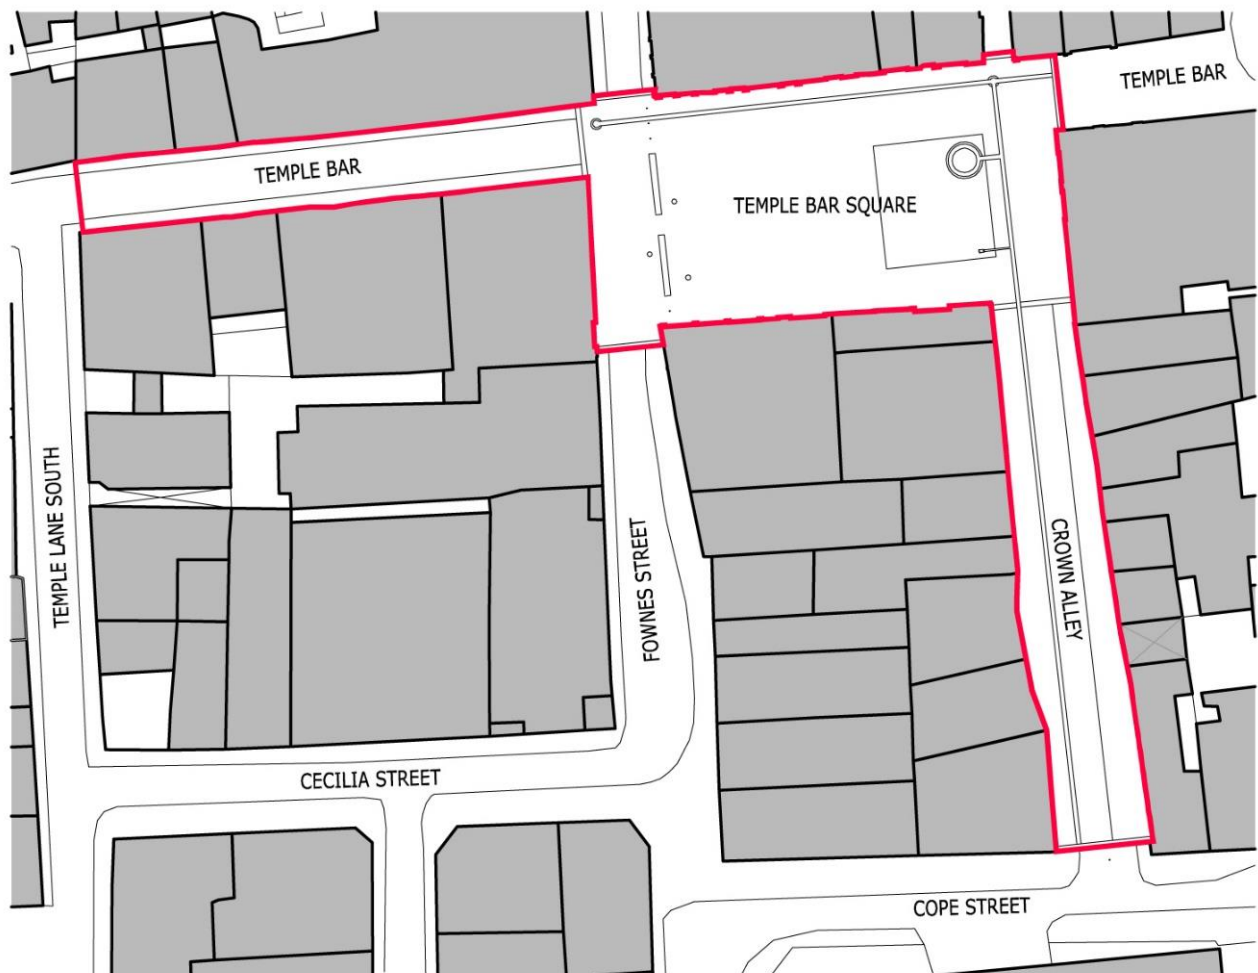 TEMPLE BAR
TEMPLE BAR
TEMPLE BAR SQUARE
TEMPLE LANE SOUTH
FOWNES STREET
CROWN ALLEY
CECILIA STREET
COPE STREET